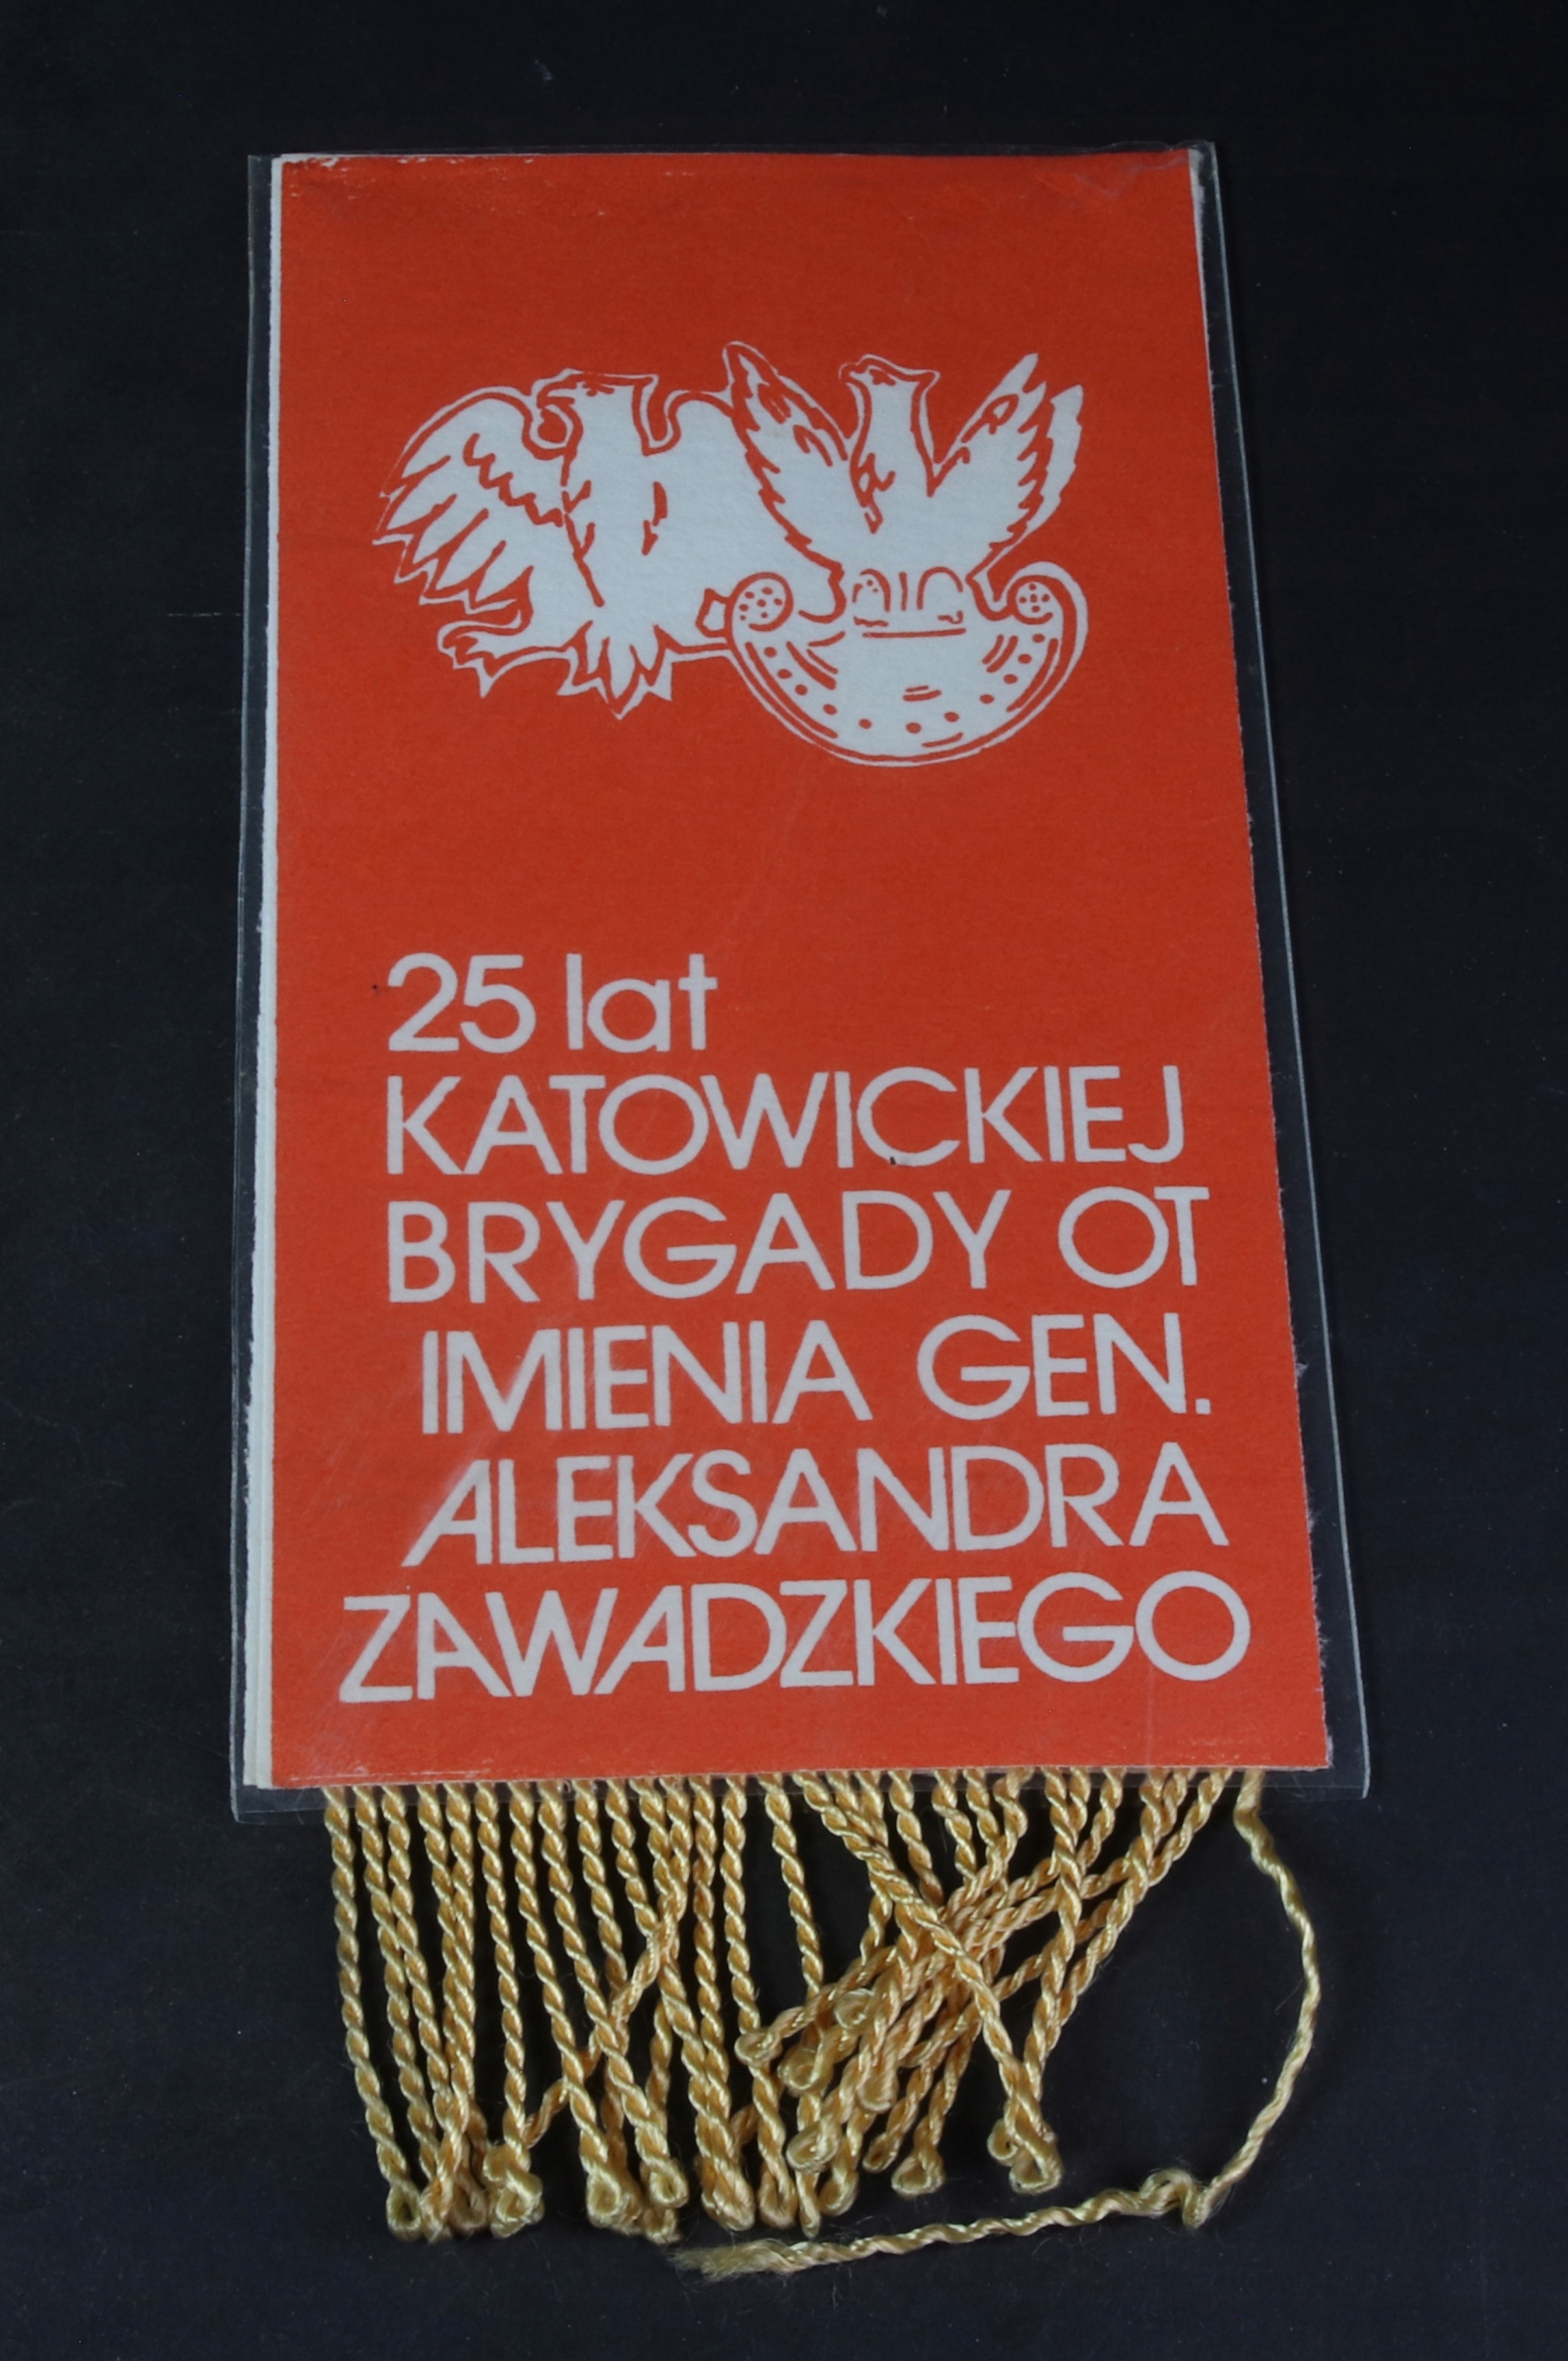 25 lat
KATOWICKIEJ
BRYGADY OT
IMIENIA GEN.
ALEKSANDRA
ZAWADZKIEGO